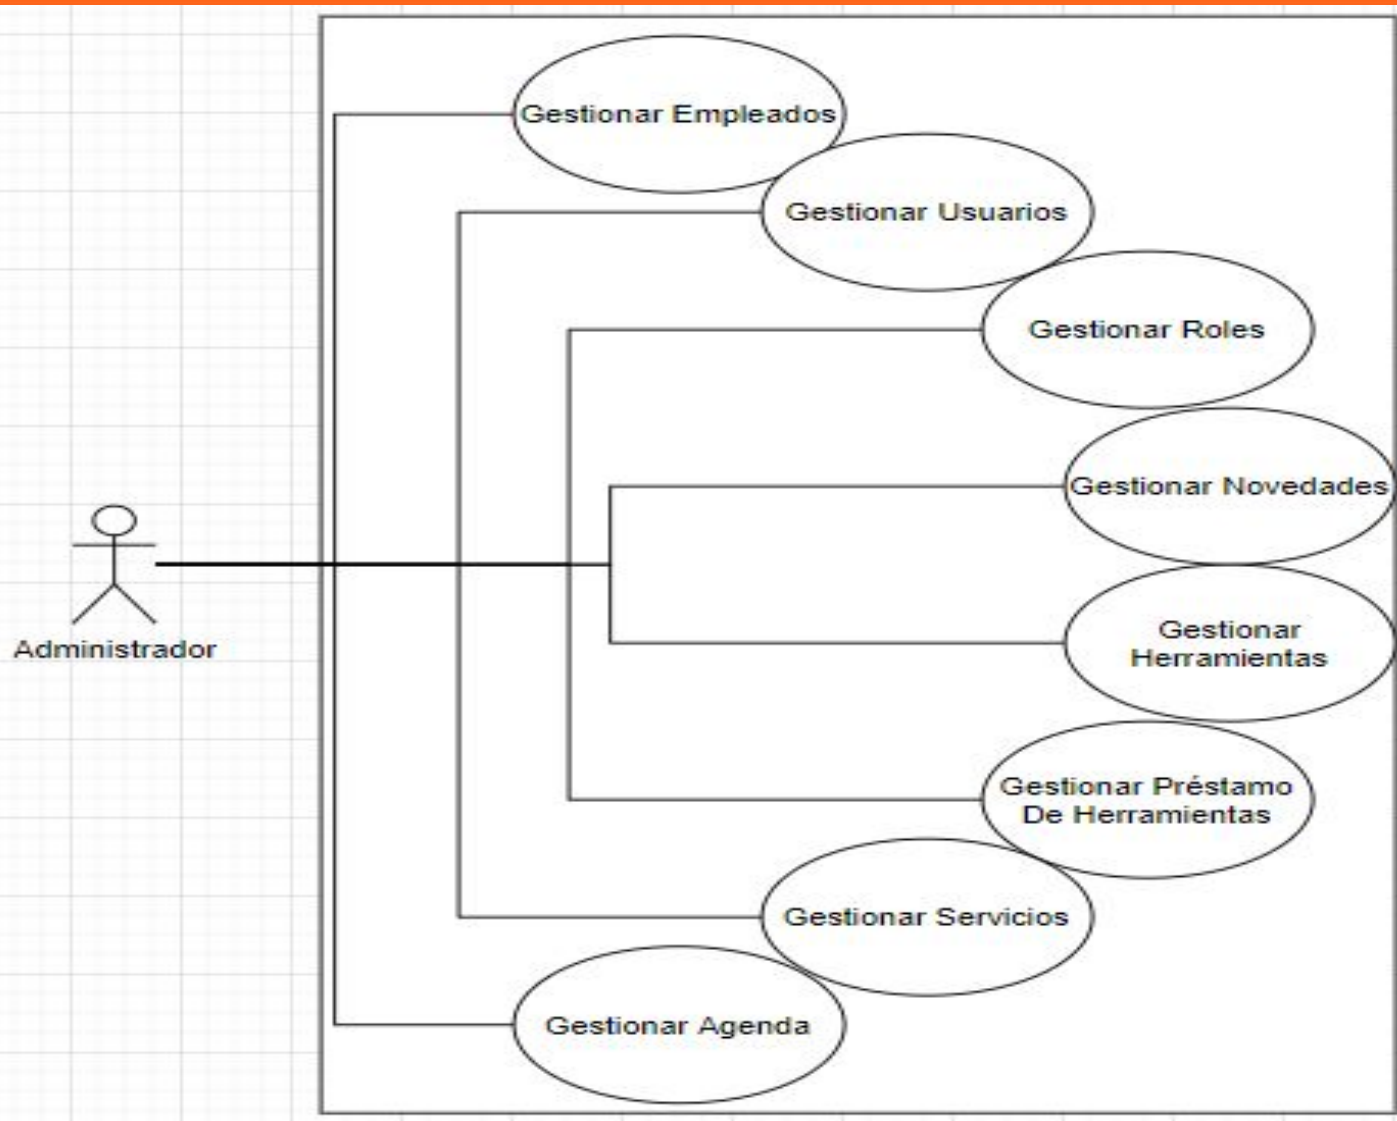 Gestionar Empleados
Gestionar Usuarios
Gestionar Roles
Gestionar Novedades
Gestionar
Herramientas
Administrador
Gestionar Préstamo
De Herramientas
Gestionar Servicios
Gestionar Agenda